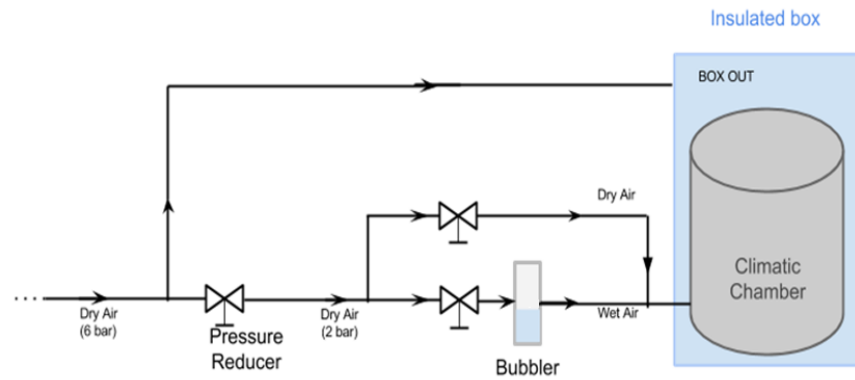 Insulated box
BOX OUT
Dry Air
Climatic
Chamber
...
Dry Air
(6 bar)
Pressure
Reducer
Dry Air
(2 bar)
Wet Air
Bubbler